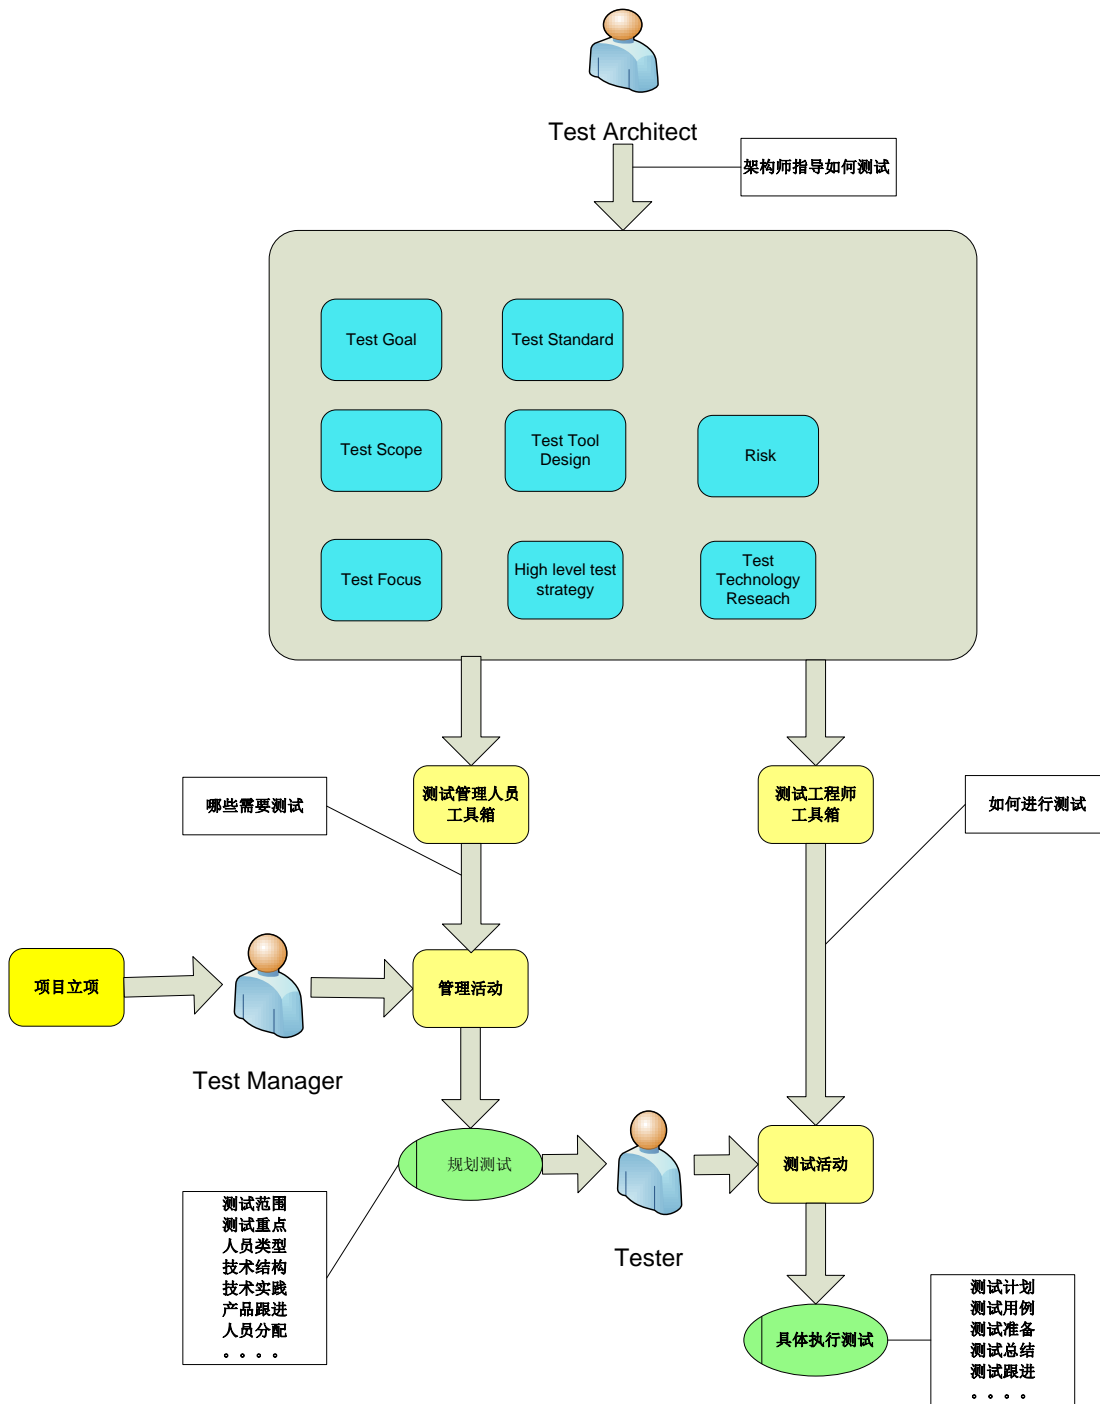 Test Architect
架构师指导如何测试
Test Goal
Test Standard
Test Scope
Test Tool
Design
Risk
Test Focus
High level test
strategy
Test
Technology
Reseach
测试管理人员
工具箱
测试工程师
工具箱
哪些需要测试
如何进行测试
项目立项
管理活动
Test Manager
规划测试
测试活动
测试范围
测试重点
人员类型
技术结构
技术实践
产品跟进
人员分配
。。。。
Tester
具体执行测试
测试计划
测试用例
测试准备
测试总结
测试跟进
。。。。